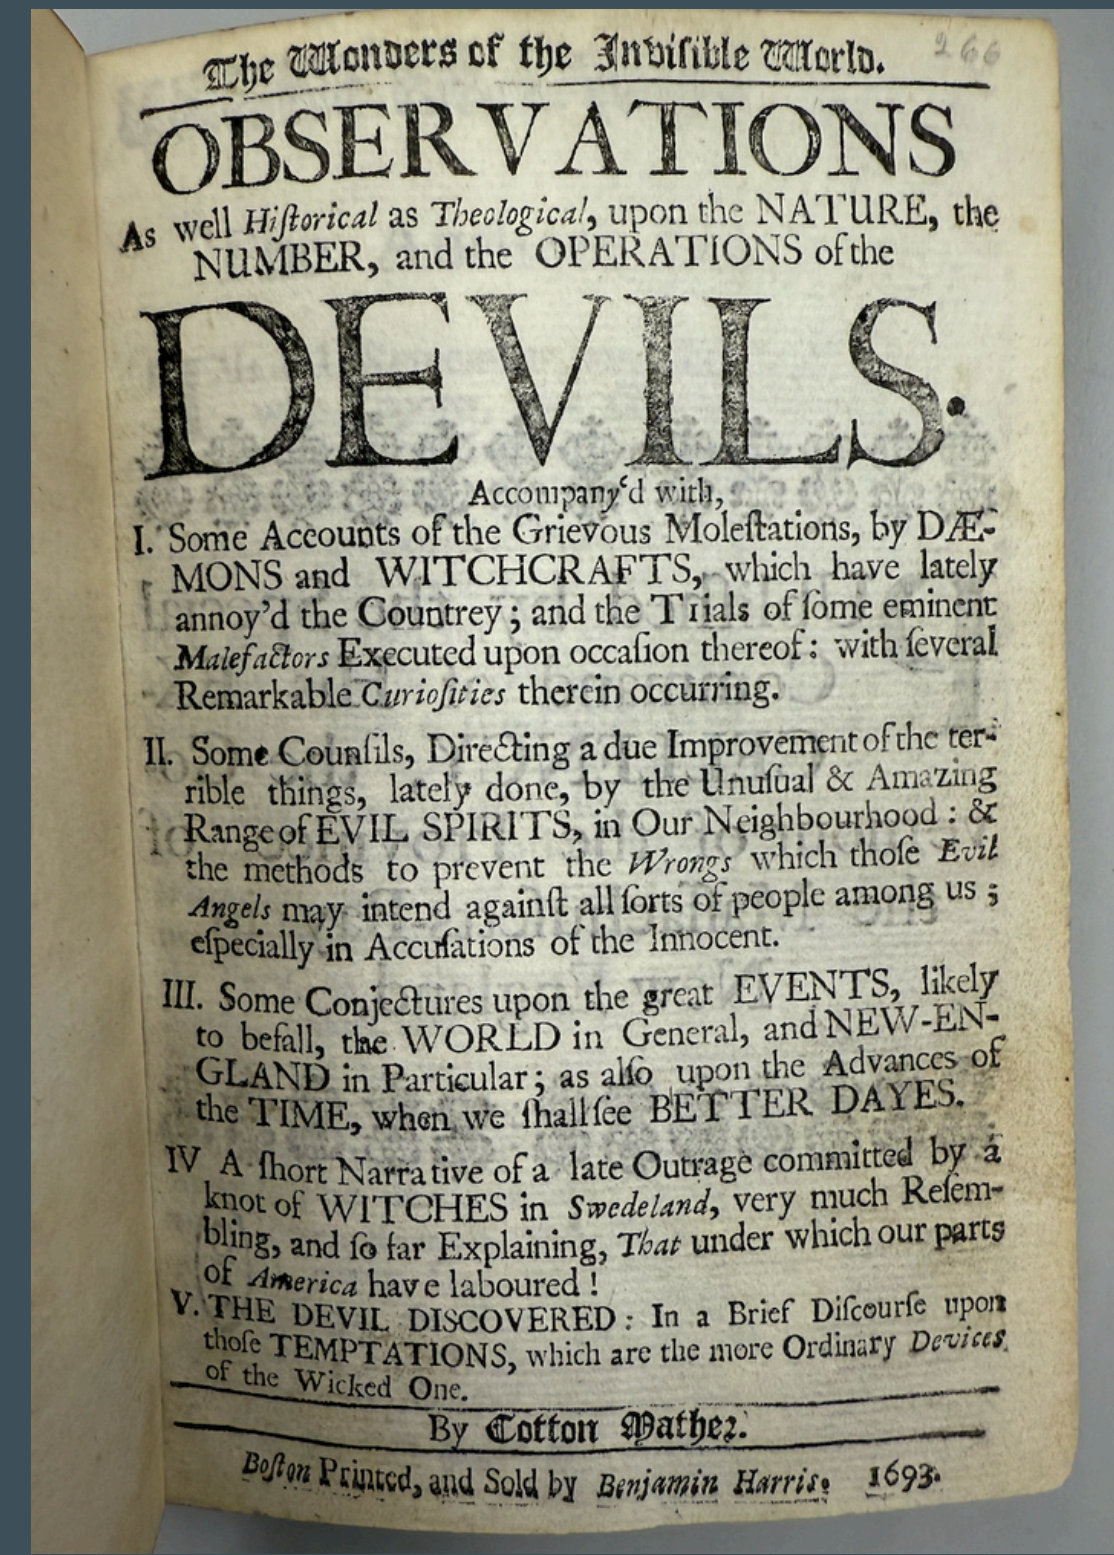 The Wonders of the Inviſible World.
266
OBSERVATIONS
As well Hiſtorical as Theological, upon the NATURE, the
NUMBER, and the OPERATIONS of the
DEVILS.
Accompany'd with,
I. Some Accounts of the Grievous Moleſtations, by DÆ-
MONS and WITCHCRAFTS, which have lately
annoy'd the Countrey; and the Trials of ſome eminent
Malefactors Executed upon occaſion thereof: with ſeveral
Remarkable Curioſities therein occurring.
II. Some Counſils, Directing a due Improvement of the ter-
rible things, lately done, by the Unuſual & Amazing
Range of EVIL SPIRITS, in Our Neighbourhood: &
the methods to prevent the Wrongs which thoſe Evil
Angels may intend againſt all ſorts of people among us;
eſpecially in Accuſations of the Innocent.
III. Some Conjectures upon the great EVENTS, likely
to befall, the WORLD in General, and NEW-EN-
GLAND in Particular; as alſo upon the Advances of
the TIME, when we ſhall ſee BETTER DAYES.
IV A ſhort Narrative of a late Outrage committed by a
knot of WITCHES in Swedeland, very much Reſem-
bling, and ſo far Explaining, That under which our parts
of America have laboured!
V. THE DEVIL DISCOVERED: In a Brief Diſcourſe upon
thoſe TEMPTATIONS, which are the more Ordinary Devices
of the Wicked One.
By Cotton Mather.
Boſton Printed, and Sold by Benjamin Harris. 1693.